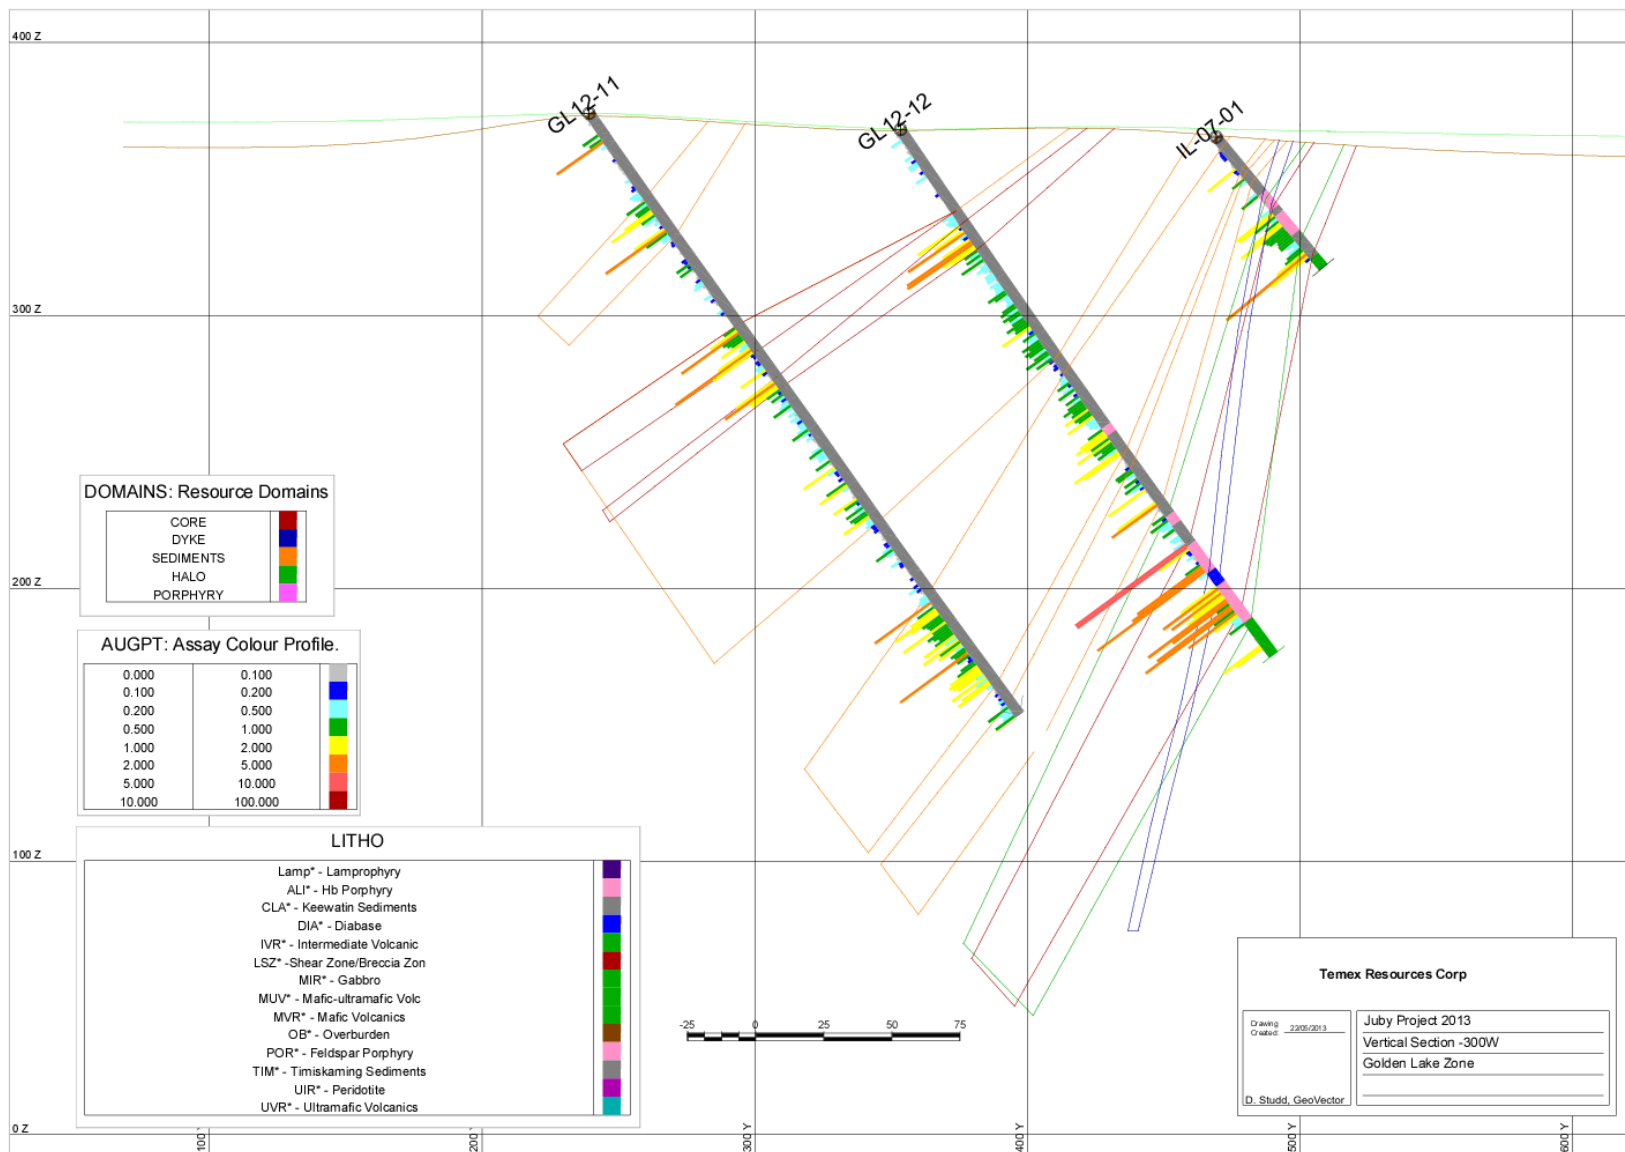 400 Z
GL12-11
GL12-12
IL-07-01
300 Z
DOMAINS: Resource Domains
CORE
DYKE
SEDIMENTS
HALO
PORPHYRY
200 Z
AUGPT: Assay Colour Profile.
0.000 0.100
0.100 0.200
0.200 0.500
0.500 1.000
1.000 2.000
2.000 5.000
5.000 10.000
10.000 100.000
LITHO
100 Z
Lamp* - Lamprophyry
ALI* - Hb Porphyry
CLA* - Keewatin Sediments
DIA* - Diabase
IVR* - Intermediate Volcanic
LSZ* -Shear Zone/Breccia Zon
MIR* - Gabbro
MUV* - Mafic-ultramafic Volc
MVR* - Mafic Volcanics
OB* - Overburden
POR* - Feldspar Porphyry
TIM* - Timiskaming Sediments
UIR* - Peridotite
UVR* - Ultramafic Volcanics
-25 0 25 50 75
Temex Resources Corp
Drawing
Created: 22/05/2013
Juby Project 2013
Vertical Section -300W
Golden Lake Zone
D. Studd, GeoVector
0 Z
100 Y
200 Y
300 Y
400 Y
500 Y
600 Y